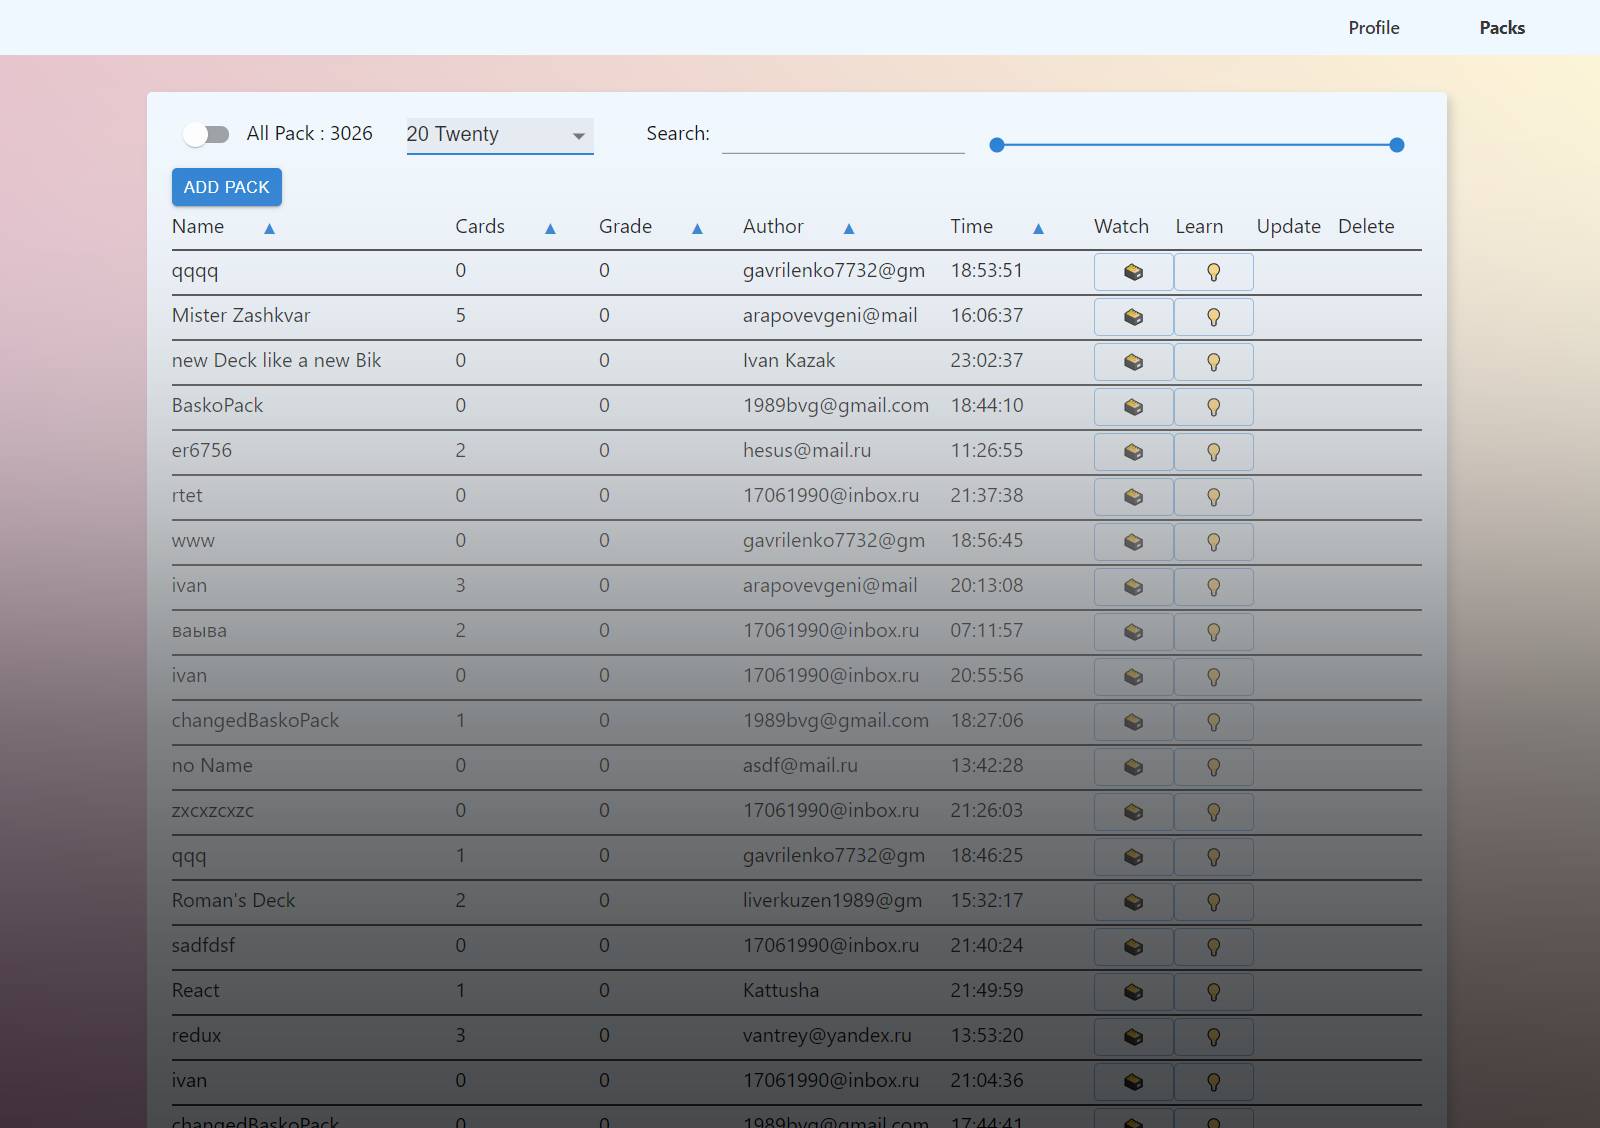 Profile Packs
All Pack : 3026 20 Twenty Search:
ADD PACK
Name ▲ Cards ▲ Grade ▲ Author ▲ Time ▲ Watch Learn Update Delete
qqqq 0 0 gavrilenko7732@gm 18:53:51
Mister Zashkvar 5 0 arapovevgeni@mail 16:06:37
new Deck like a new Bik 0 0 Ivan Kazak 23:02:37
BaskoPack 0 0 1989bvg@gmail.com 18:44:10
er6756 2 0 hesus@mail.ru 11:26:55
rtet 0 0 17061990@inbox.ru 21:37:38
www 0 0 gavrilenko7732@gm 18:56:45
ivan 3 0 arapovevgeni@mail 20:13:08
ваыва 2 0 17061990@inbox.ru 07:11:57
ivan 0 0 17061990@inbox.ru 20:55:56
changedBaskoPack 1 0 1989bvg@gmail.com 18:27:06
no Name 0 0 asdf@mail.ru 13:42:28
zxcxzcxzc 0 0 17061990@inbox.ru 21:26:03
qqq 1 0 gavrilenko7732@gm 18:46:25
Roman's Deck 2 0 liverkuzen1989@gm 15:32:17
sadfdsf 0 0 17061990@inbox.ru 21:40:24
React 1 0 Kattusha 21:49:59
redux 3 0 vantrey@yandex.ru 13:53:20
ivan 0 0 17061990@inbox.ru 21:04:36
changedBaskoPack 0 0 1989bvg@gmail.com 17:44:41